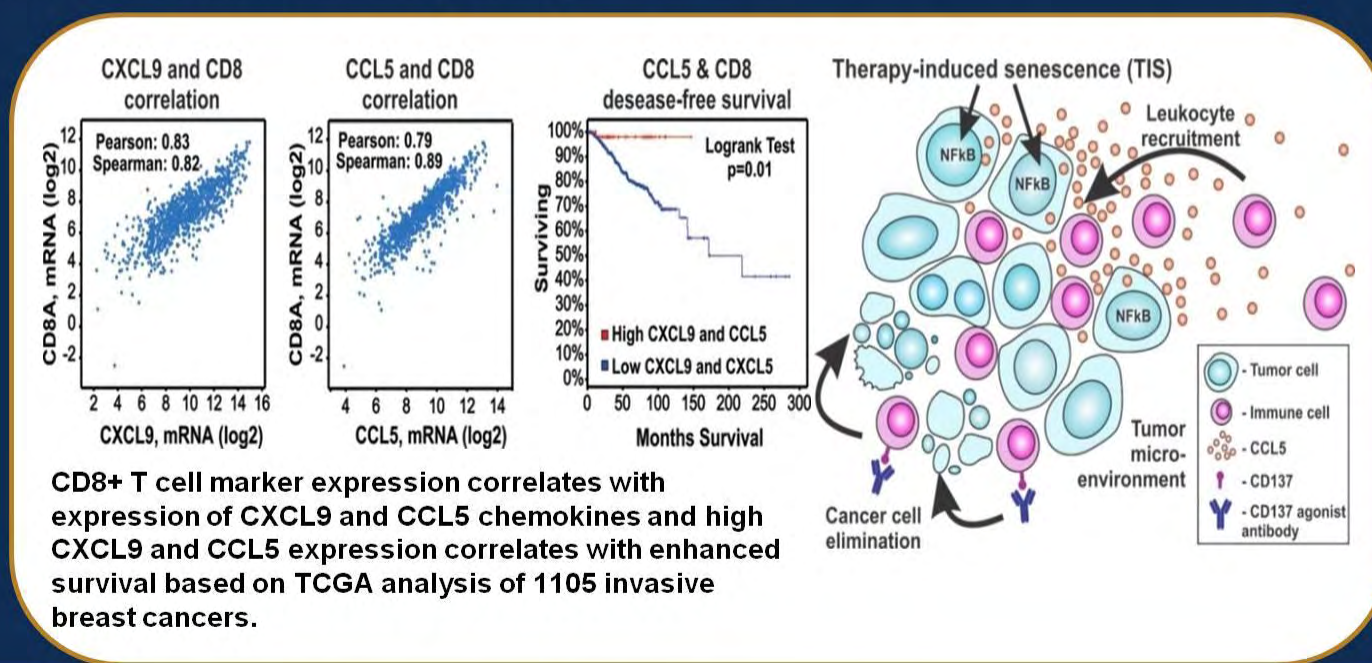 CXCL9 and CD8
correlation
Pearson: 0.83
Spearman: 0.82
CD8A, mRNA (log2)
12
10
8
6
4
2
0
-2
2 4 6 8 10 12 14 16
CXCL9, mRNA (log2)
CCL5 and CD8
correlation
Pearson: 0.79
Spearman: 0.89
CD8A, mRNA (log2)
12
10
8
6
4
2
0
-2
4 6 8 10 12 14
CCL5, mRNA (log2)
CCL5 & CD8
desease-free survival
Logrank Test
p=0.01
Surviving
100%
90%
80%
70%
60%
50%
40%
30%
20%
10%
0%
High CXCL9 and CCL5
Low CXCL9 and CXCL5
0 50 100 150 200 250 300
Months Survival
Therapy-induced senescence (TIS)
Leukocyte
recruitment
NFkB
NFkB
NFkB
Tumor
micro-
environment
Cancer cell
elimination
- Tumor cell
- Immune cell
- CCL5
- CD137
- CD137 agonist
antibody
CD8+ T cell marker expression correlates with
expression of CXCL9 and CCL5 chemokines and high
CXCL9 and CCL5 expression correlates with enhanced
survival based on TCGA analysis of 1105 invasive
breast cancers.